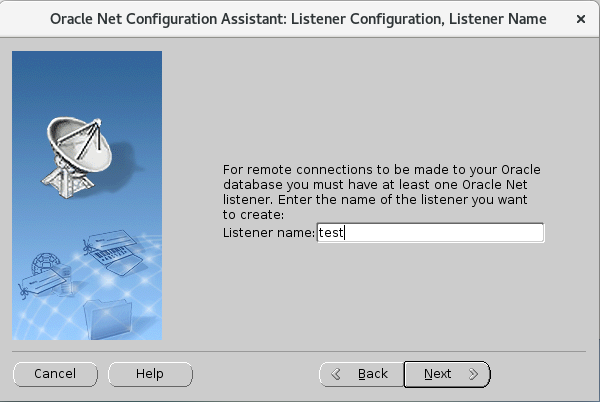 Oracle Net Configuration Assistant: Listener Configuration, Listener Name
For remote connections to be made to your Oracle
database you must have at least one Oracle Net
listener. Enter the name of the listener you want
to create:
Listener name: test
Cancel Help Back Next